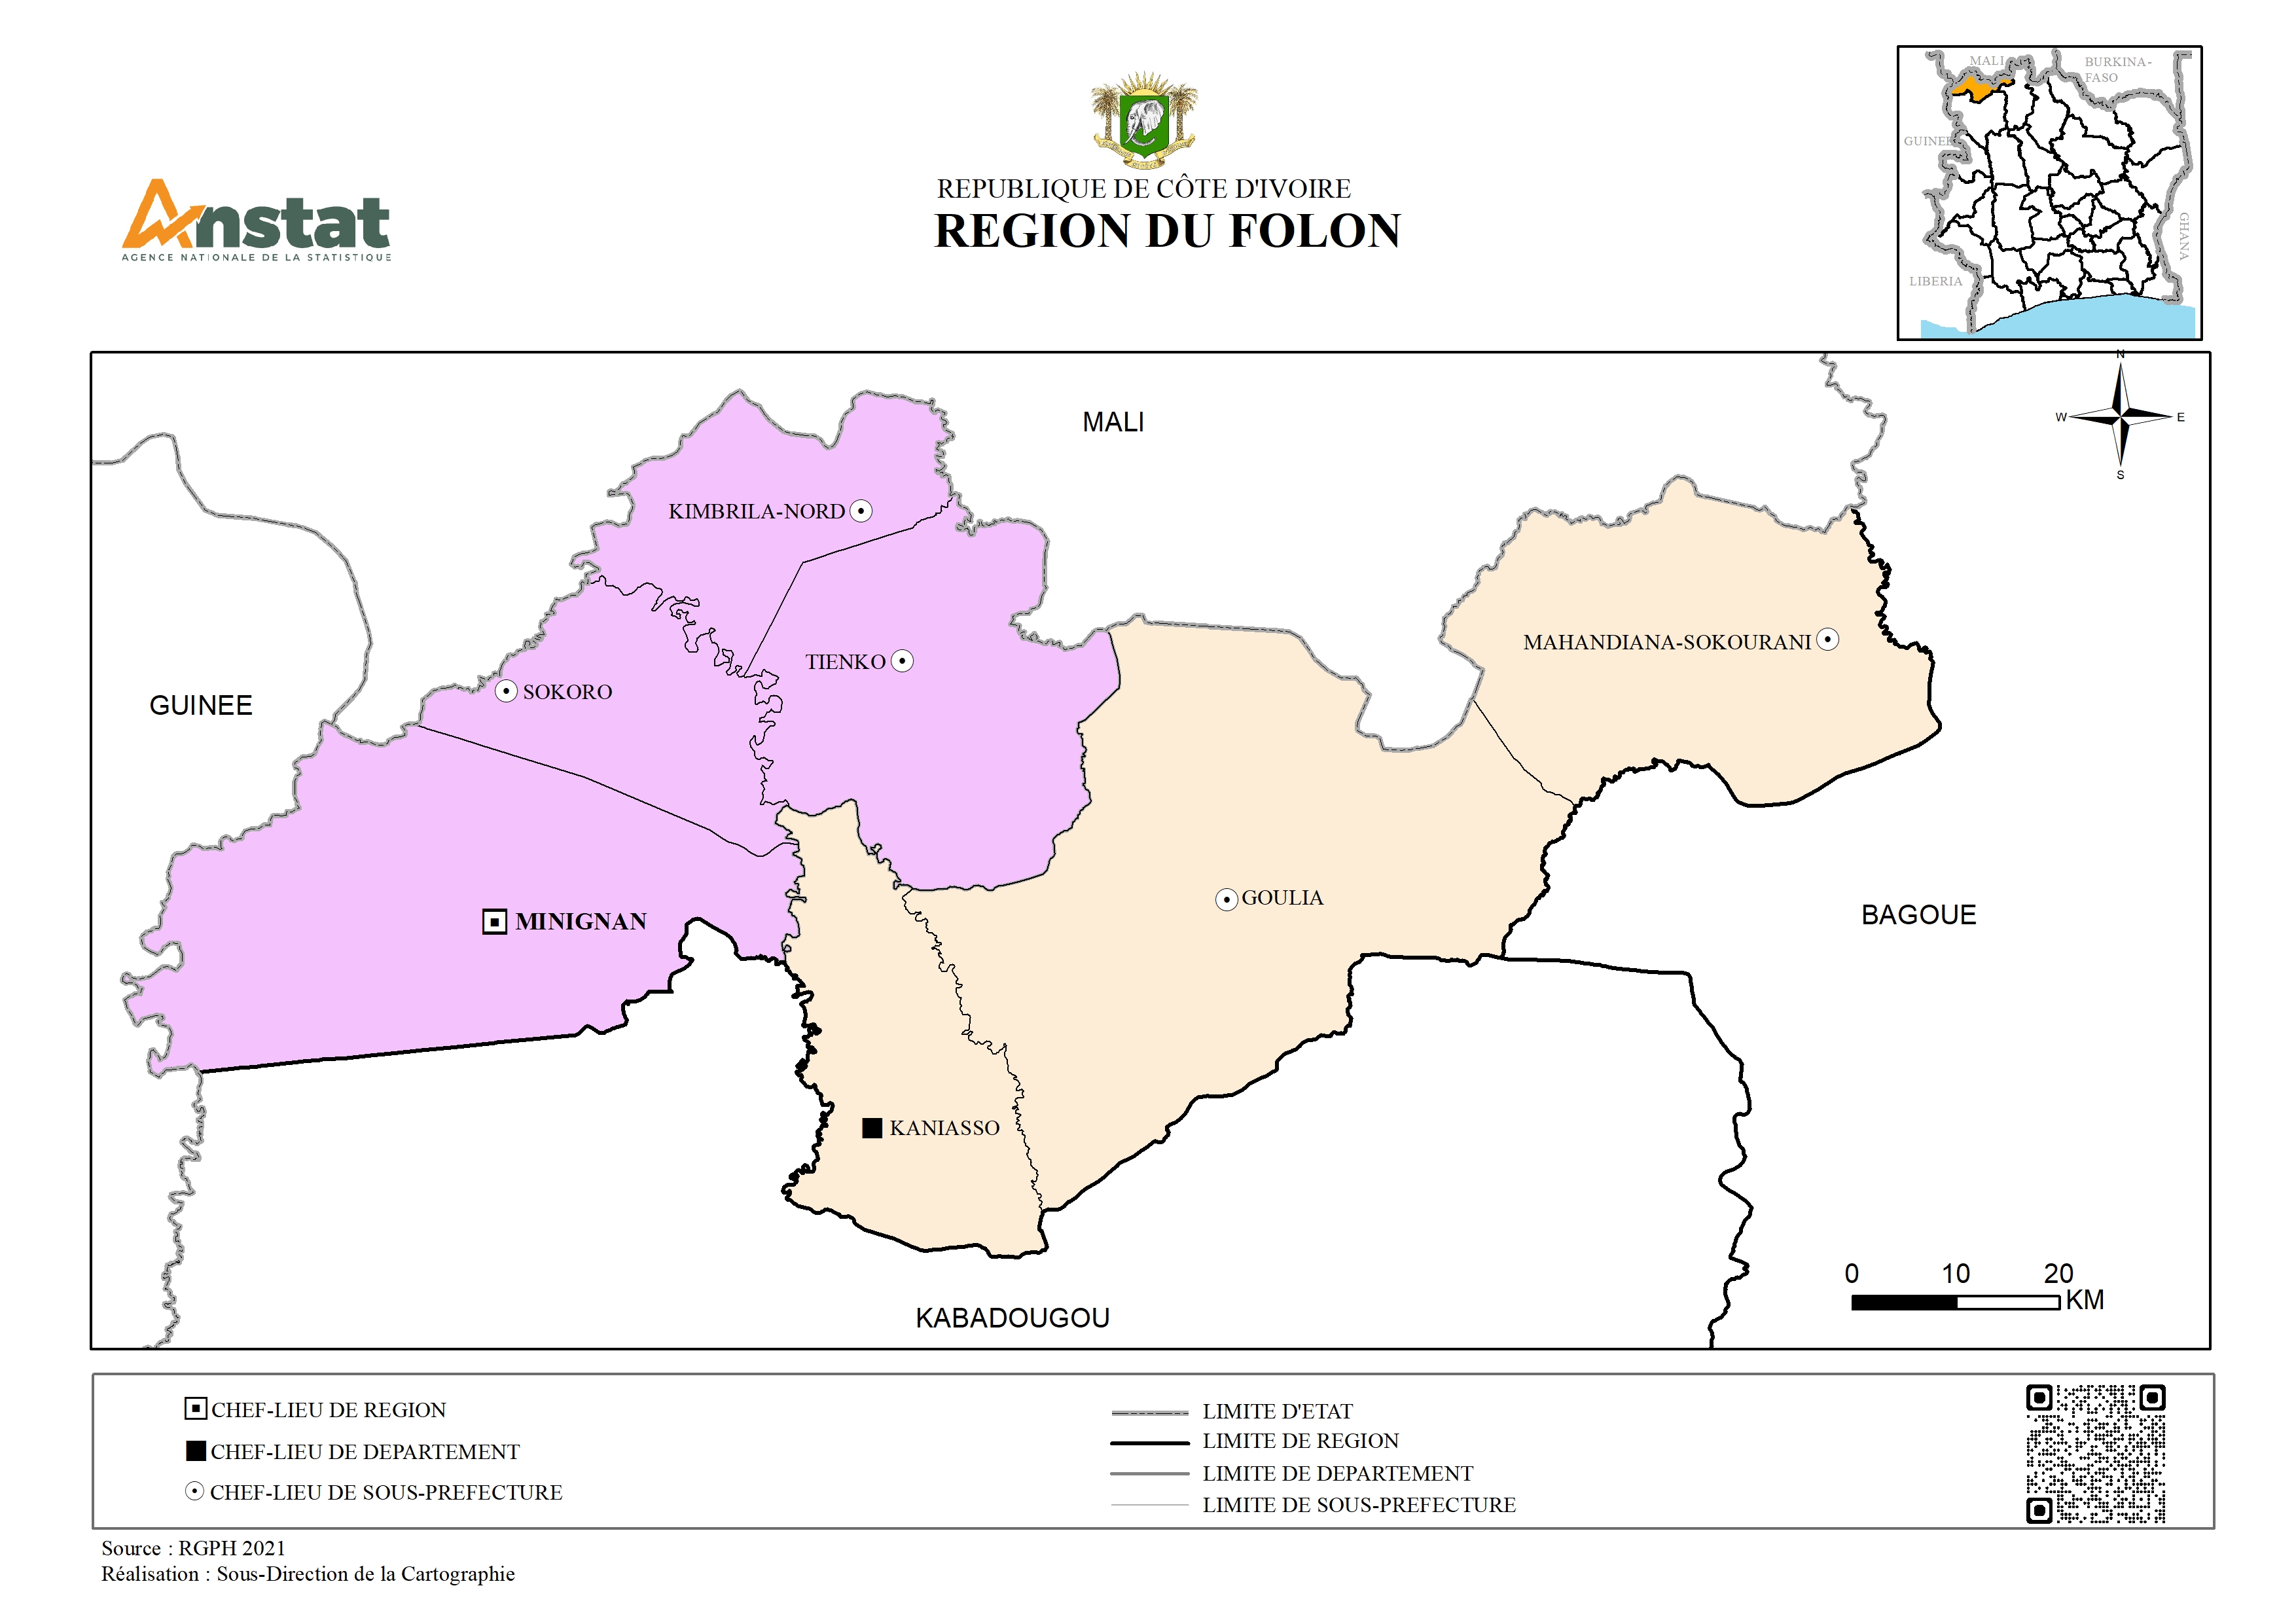 MALI
BURKINA-
FASO
GUINEE
GHANA
LIBERIA
Anstat
AGENCE NATIONALE DE LA STATISTIQUE
REPUBLIQUE DE CÔTE D'IVOIRE
REGION DU FOLON
N
W
E
S
MALI
KIMBRILA-NORD
TIENKO
MAHANDIANA-SOKOURANI
SOKORO
GUINEE
GOULIA
BAGOUE
MINIGNAN
KANIASSO
KABADOUGOU
0 10 20
KM
CHEF-LIEU DE REGION
CHEF-LIEU DE DEPARTEMENT
CHEF-LIEU DE SOUS-PREFECTURE
LIMITE D'ETAT
LIMITE DE REGION
LIMITE DE DEPARTEMENT
LIMITE DE SOUS-PREFECTURE
Source : RGPH 2021
Réalisation : Sous-Direction de la Cartographie